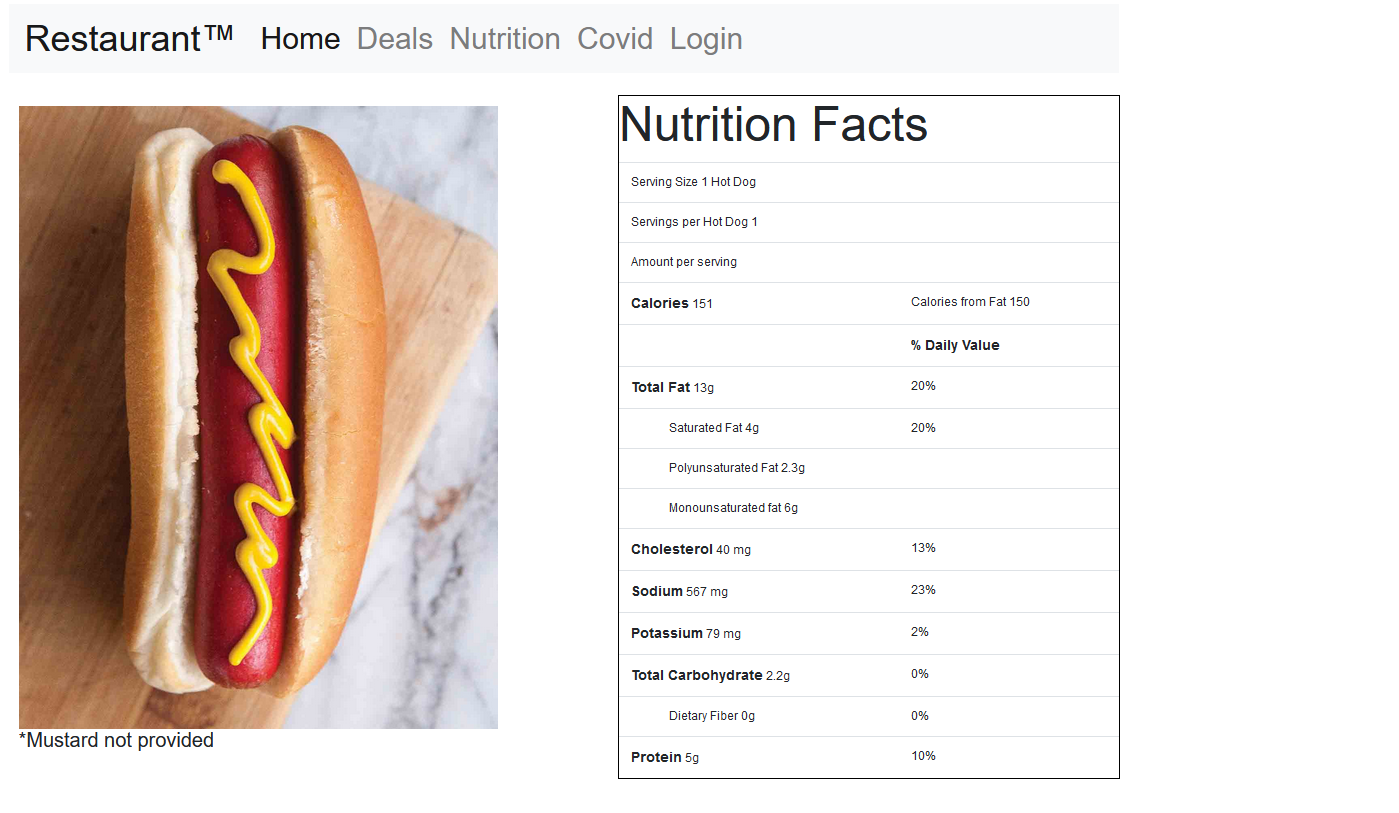 Restaurant™ Home Deals Nutrition Covid Login
*Mustard not provided
Nutrition Facts
Serving Size 1 Hot Dog
Servings per Hot Dog 1
Amount per serving
Calories 151 Calories from Fat 150
% Daily Value
Total Fat 13g 20%
Saturated Fat 4g 20%
Polyunsaturated Fat 2.3g
Monounsaturated fat 6g
Cholesterol 40 mg 13%
Sodium 567 mg 23%
Potassium 79 mg 2%
Total Carbohydrate 2.2g 0%
Dietary Fiber 0g 0%
Protein 5g 10%